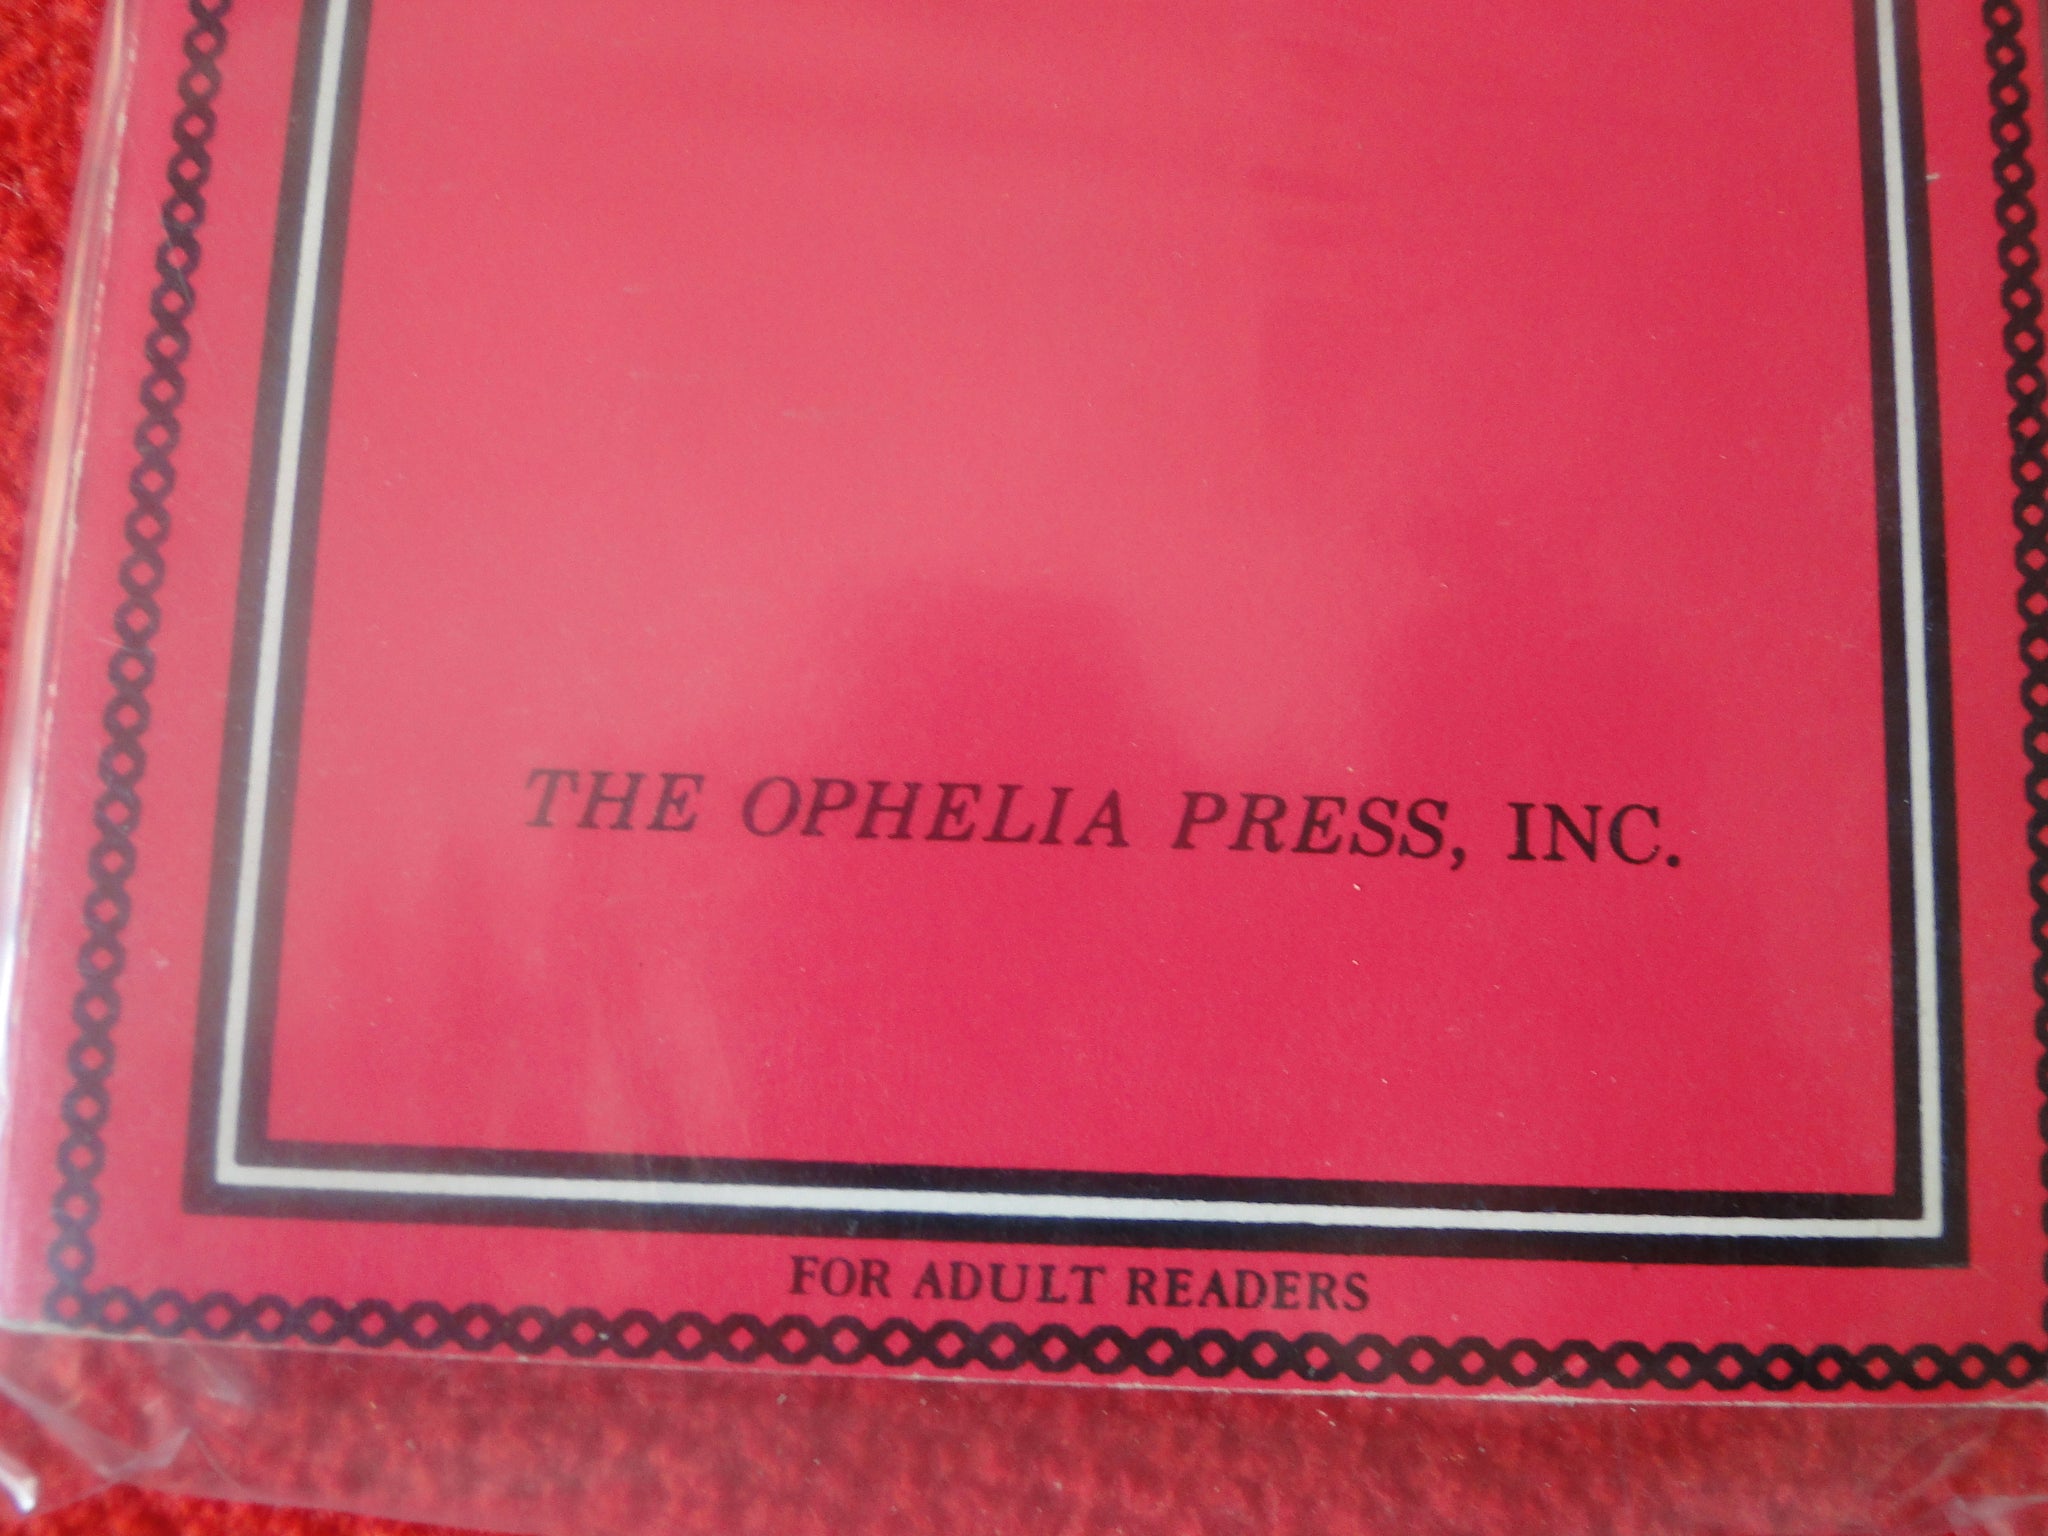 THE OPHELIA PRESS, INC.
FOR ADULT READERS